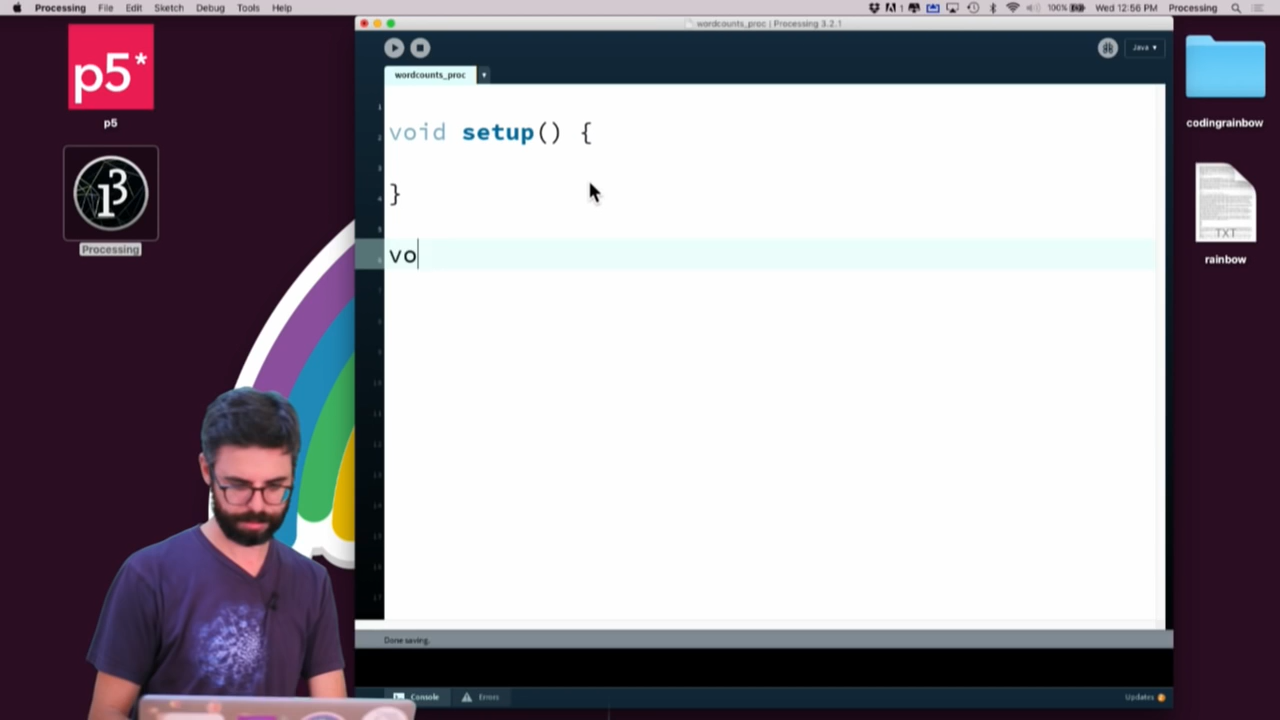 Processing File Edit Sketch Debug Tools Help
100% Wed 12:56 PM Processing
wordcounts_proc | Processing 3.2.1
Java
wordcounts_proc
p5*
p5
Processing
codingrainbow
TXT
rainbow
void setup() {
}
vo
Done saving.
Console Errors
Updates